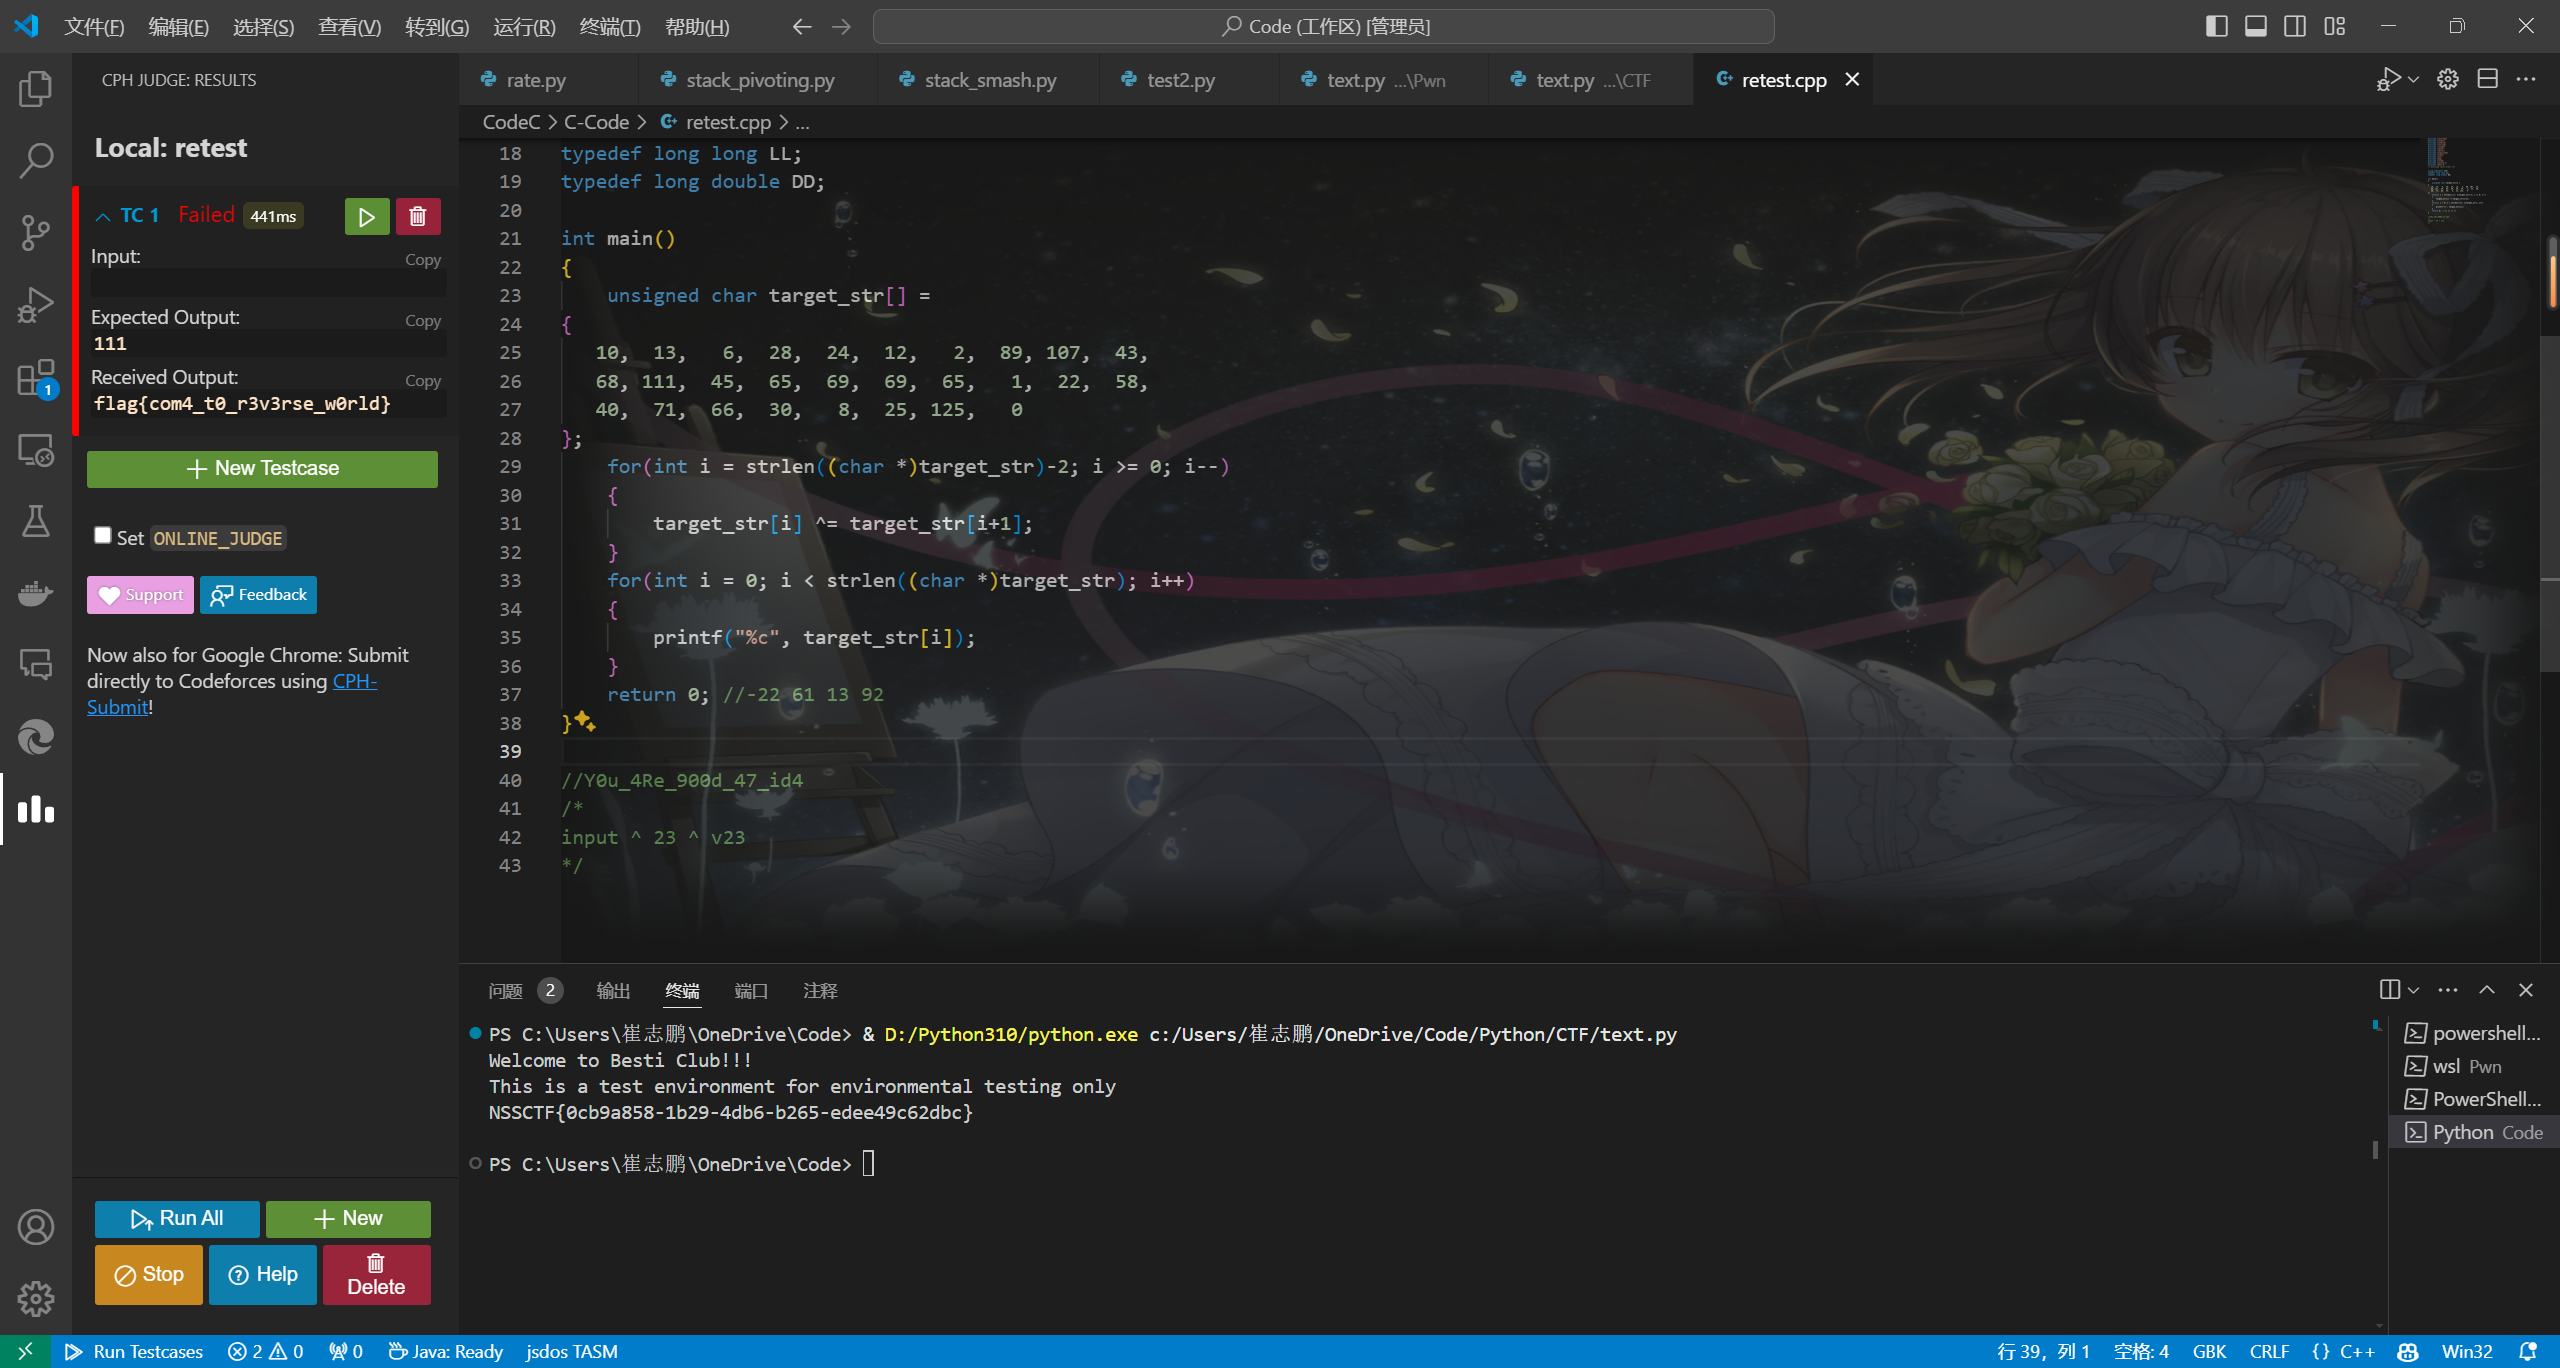 文件(F) 编辑(E) 选择(S) 查看(V) 转到(G) 运行(R) 终端(T) 帮助(H) Code (工作区) [管理员]
CPH JUDGE: RESULTS
rate.py stack_pivoting.py stack_smash.py test2.py text.py ...\Pwn text.py ...\CTF retest.cpp
CodeC > C-Code > retest.cpp > ...
Local: retest
TC 1 Failed 441ms
Input:
Copy
Expected Output:
Copy
111
Received Output:
Copy
flag{com4_t0_r3v3rse_w0rld}
New Testcase
Set ONLINE_JUDGE
Support Feedback
Now also for Google Chrome: Submit
directly to Codeforces using CPH-
Submit!
Run All New
Stop Help Delete
18 typedef long long LL;
19 typedef long double DD;
20
21 int main()
22 {
23 unsigned char target_str[] =
24 {
25 10, 13, 6, 28, 24, 12, 2, 89, 107, 43,
26 68, 111, 45, 65, 69, 69, 65, 1, 22, 58,
27 40, 71, 66, 30, 8, 25, 125, 0
28 };
29 for(int i = strlen((char *)target_str)-2; i >= 0; i--)
30 {
31 target_str[i] ^= target_str[i+1];
32 }
33 for(int i = 0; i < strlen((char *)target_str); i++)
34 {
35 printf("%c", target_str[i]);
36 }
37 return 0; //-22 61 13 92
38 }
39
40 //Y0u_4Re_900d_47_id4
41 /*
42 input ^ 23 ^ v23
43 */
问题 2 输出 终端 端口 注释
PS C:\Users\崔志鹏\OneDrive\Code> & D:/Python310/python.exe c:/Users/崔志鹏/OneDrive/Code/Python/CTF/text.py
Welcome to Besti Club!!!
This is a test environment for environmental testing only
NSSCTF{0cb9a858-1b29-4db6-b265-edee49c62dbc}
PS C:\Users\崔志鹏\OneDrive\Code>
powershell...
wsl Pwn
PowerShell...
Python Code
1
Run Testcases 2 0 0 Java: Ready jsdos TASM 行 39，列 1 空格: 4 GBK CRLF {} C++ Win32